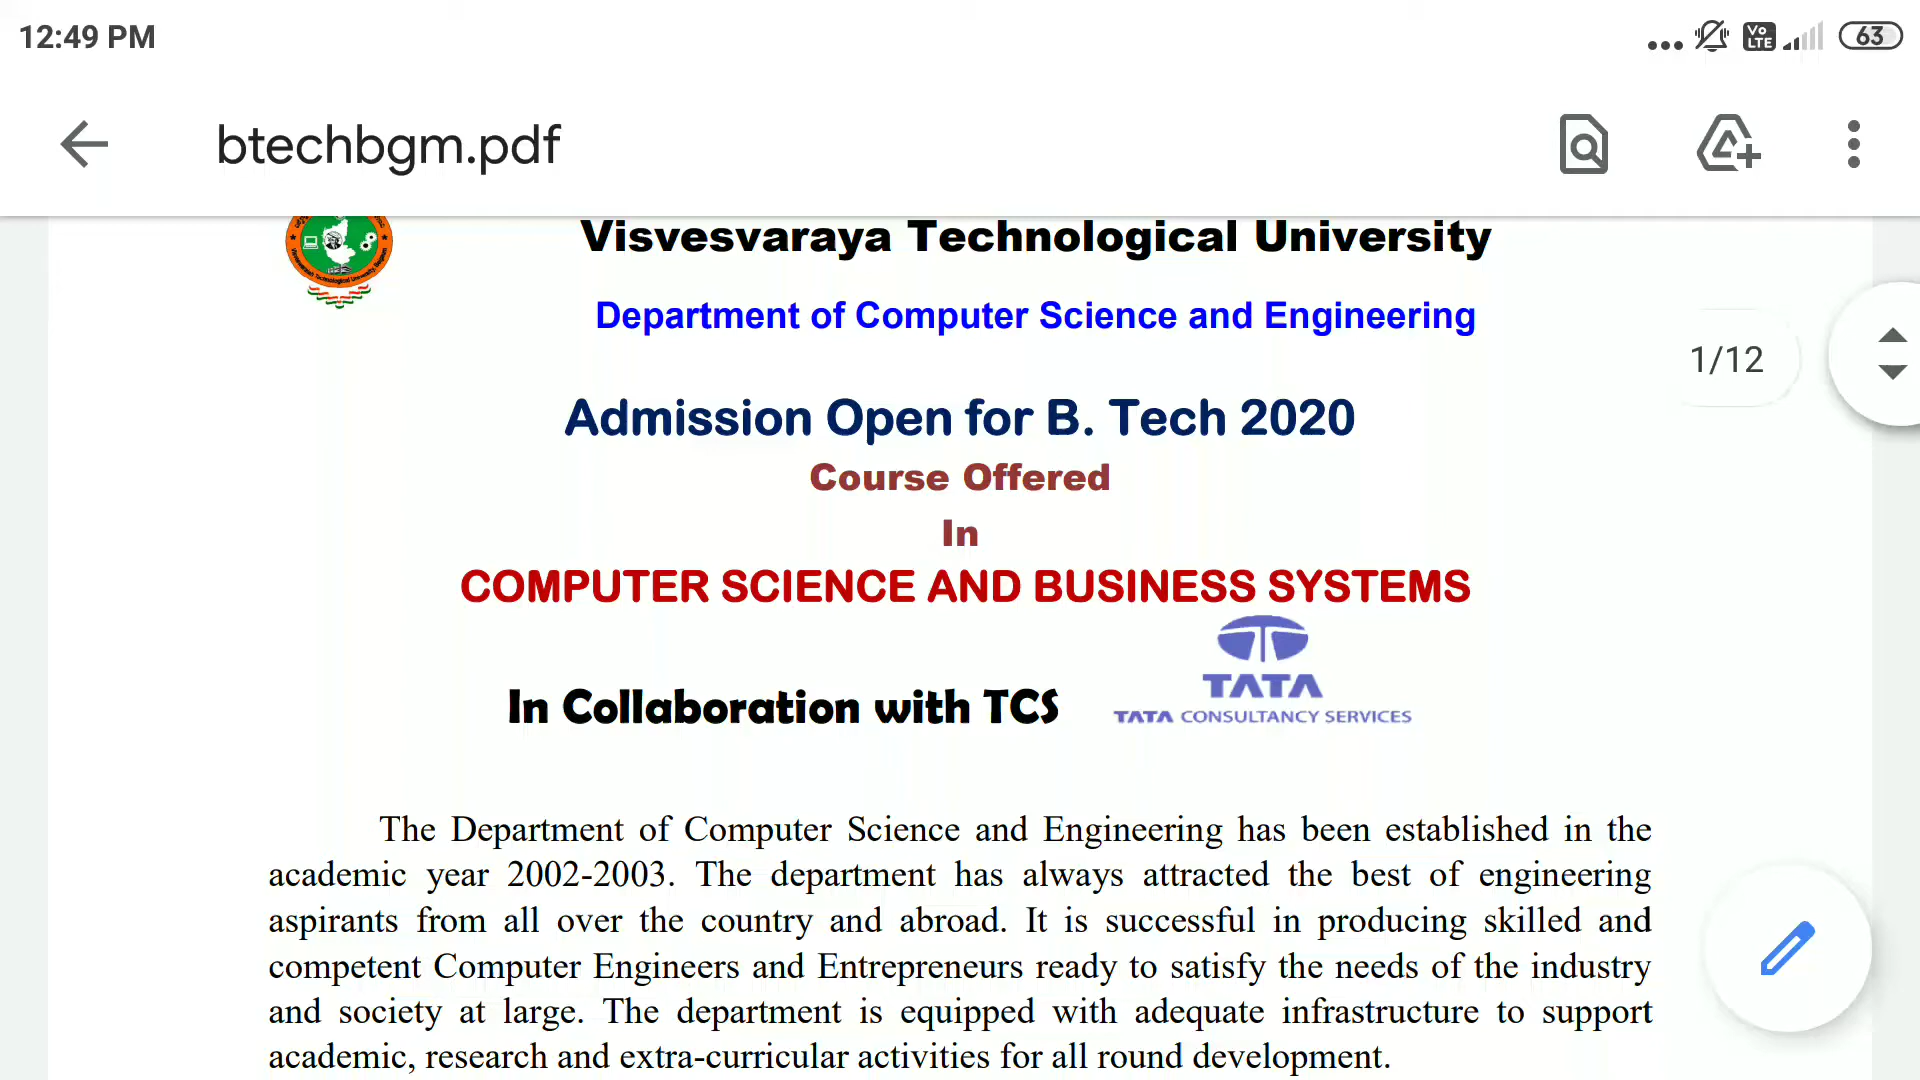 12:49 PM
Vo
LTE
63
btechbgm.pdf
Visvesvaraya Technological University
Department of Computer Science and Engineering
1/12
Admission Open for B. Tech 2020
Course Offered
In
COMPUTER SCIENCE AND BUSINESS SYSTEMS
In Collaboration with TCS
TATA
TATA CONSULTANCY SERVICES
The Department of Computer Science and Engineering has been established in the
academic year 2002-2003. The department has always attracted the best of engineering
aspirants from all over the country and abroad. It is successful in producing skilled and
competent Computer Engineers and Entrepreneurs ready to satisfy the needs of the industry
and society at large. The department is equipped with adequate infrastructure to support
academic, research and extra-curricular activities for all round development.